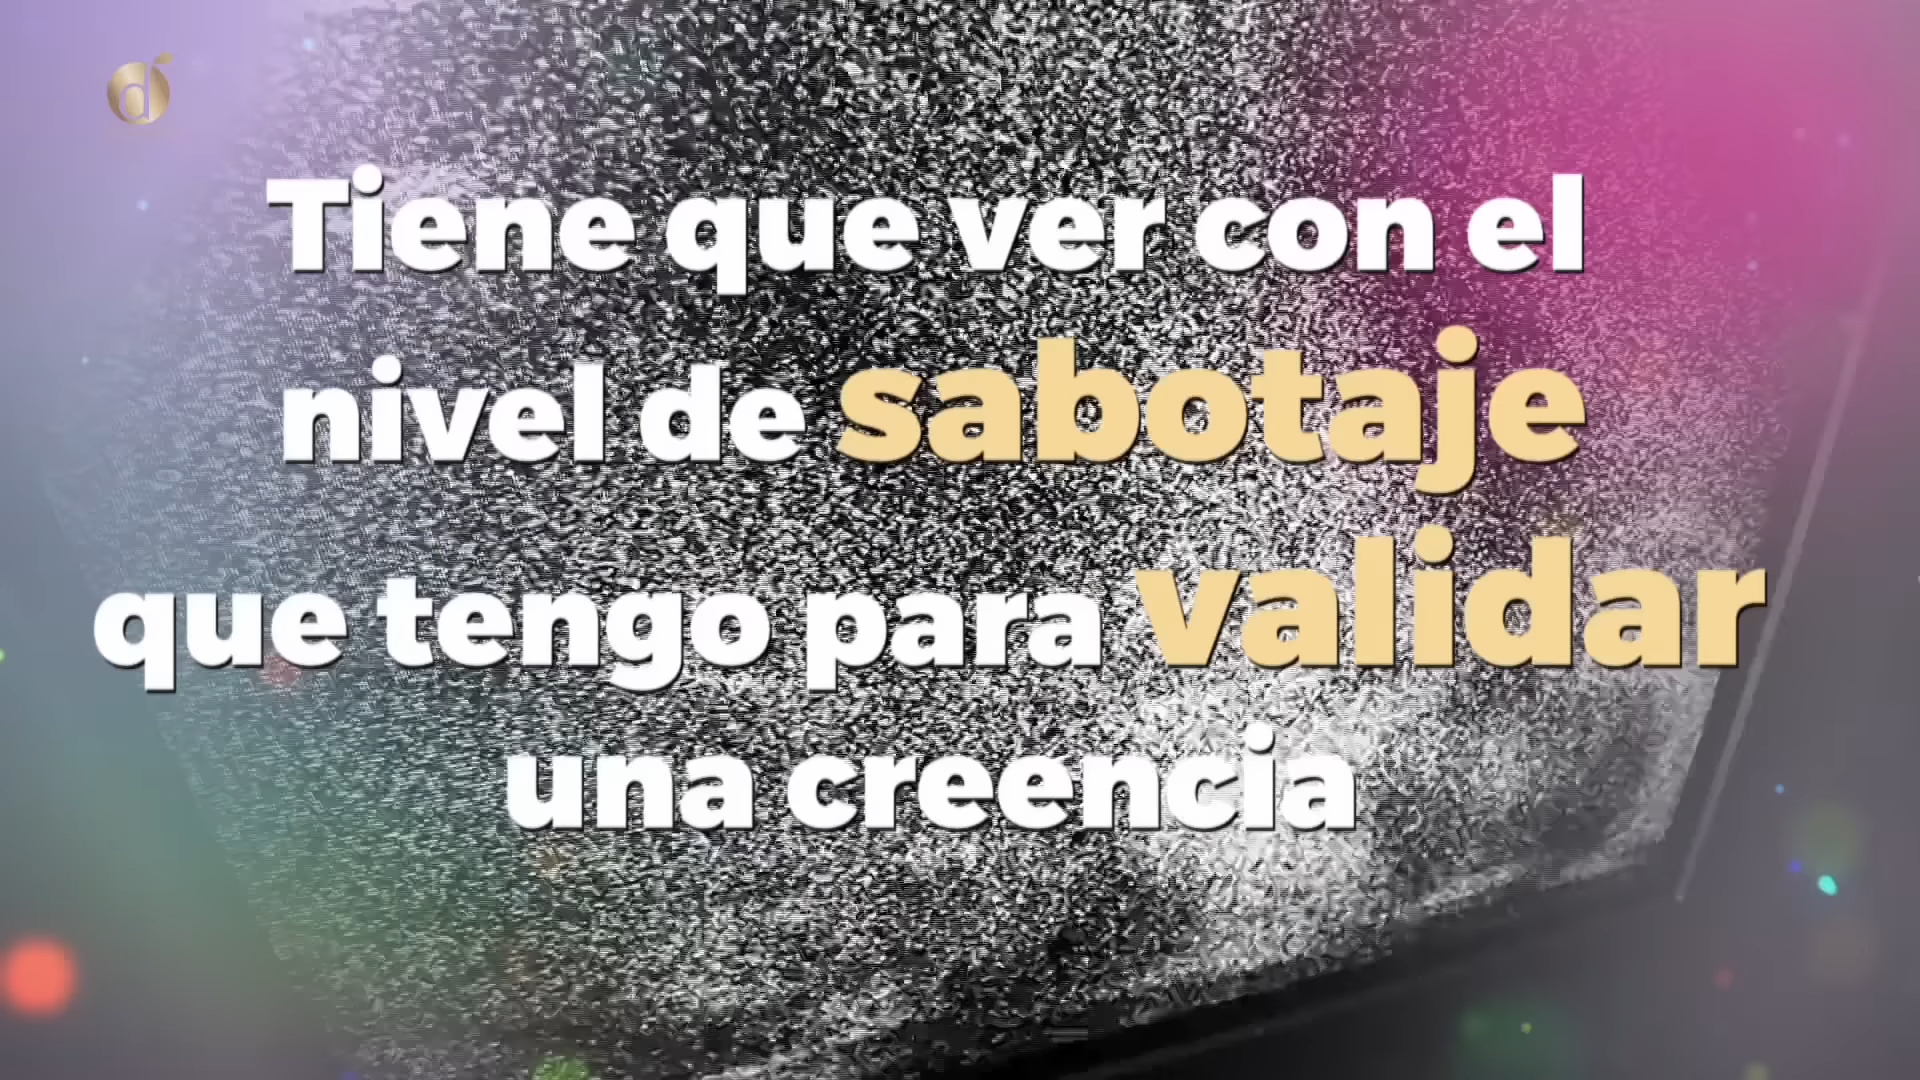 d
Tiene que ver con el
nivel de sabotaje
que tengo para validar
una creencia